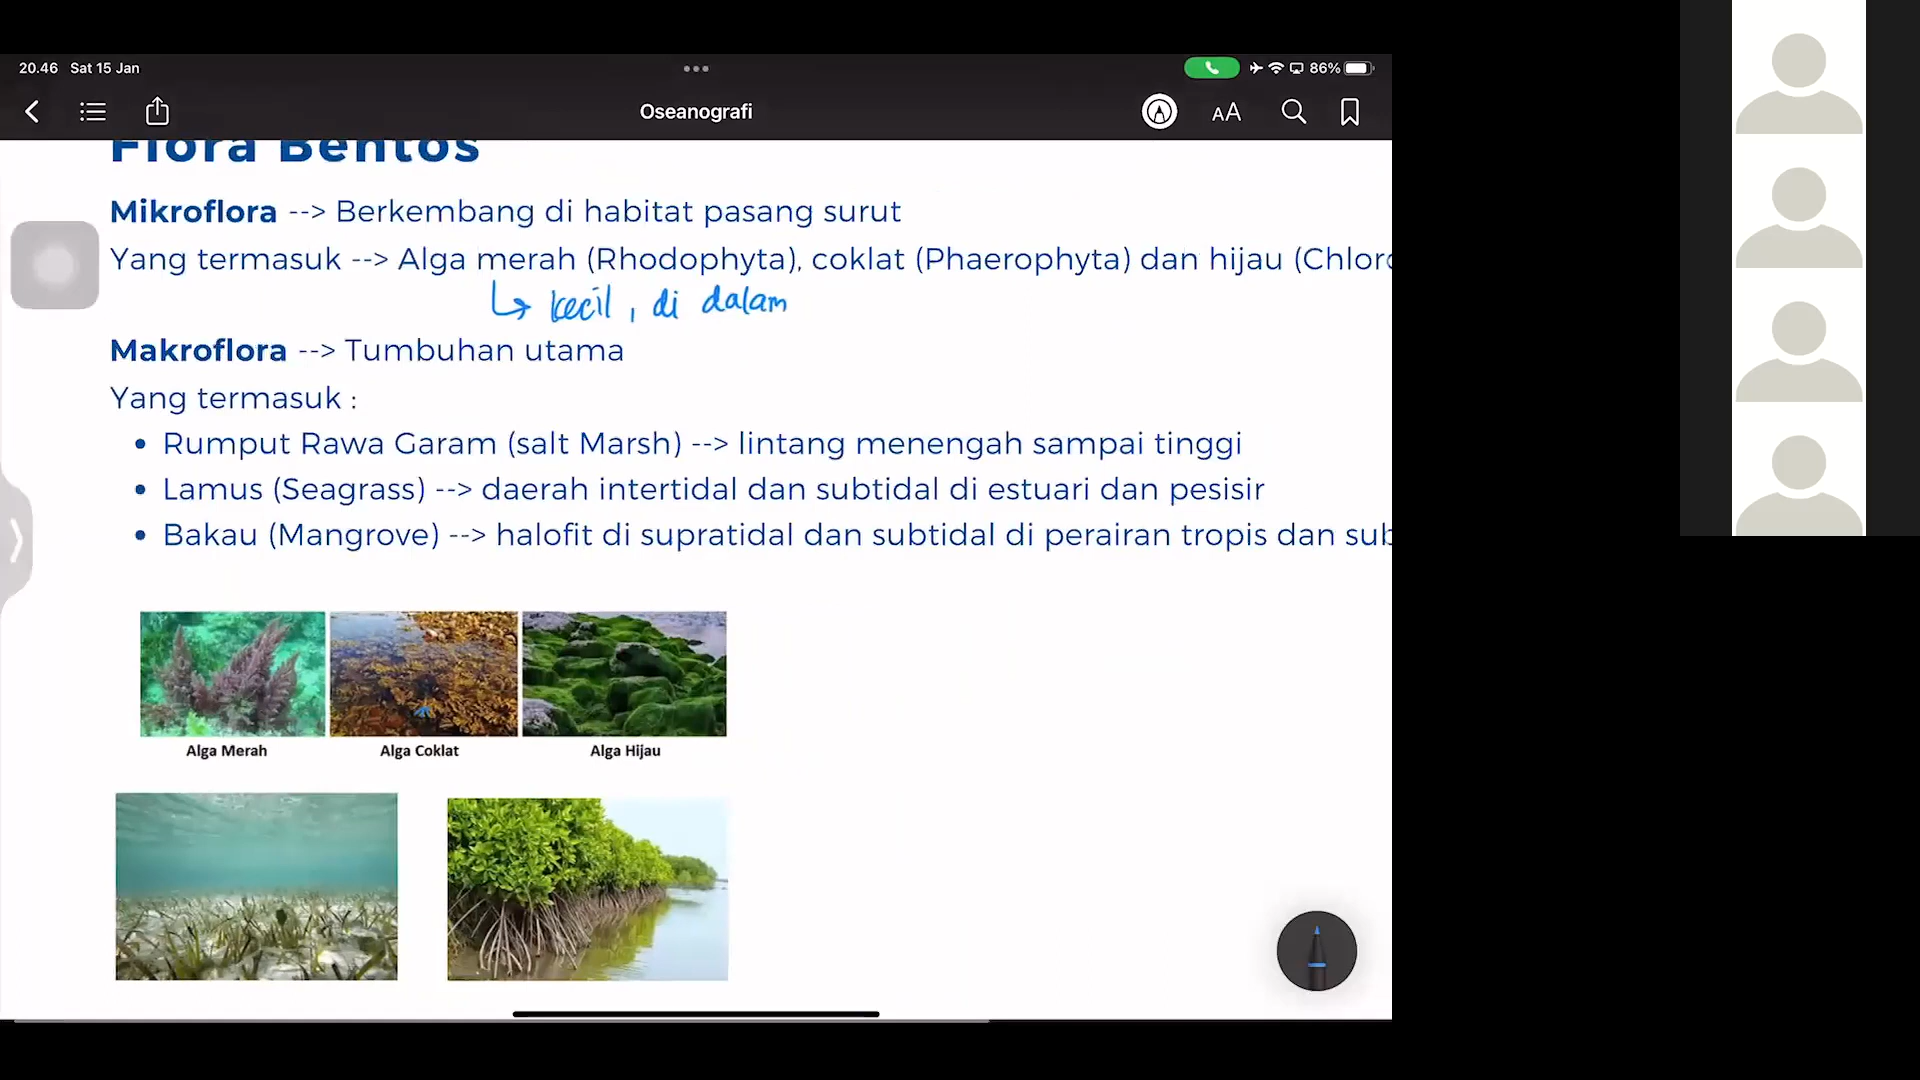 20.46 Sat 15 Jan
86%
Oseanografi
AA
Flora Bentos
Mikroflora --> Berkembang di habitat pasang surut
Yang termasuk --> Alga merah (Rhodophyta), coklat (Phaerophyta) dan hijau (Chloro
kecil, di dalam
Makroflora --> Tumbuhan utama
Yang termasuk :
• Rumput Rawa Garam (salt Marsh) --> lintang menengah sampai tinggi
• Lamus (Seagrass) --> daerah intertidal dan subtidal di estuari dan pesisir
• Bakau (Mangrove) --> halofit di supratidal dan subtidal di perairan tropis dan sub
Alga Merah
Alga Coklat
Alga Hijau